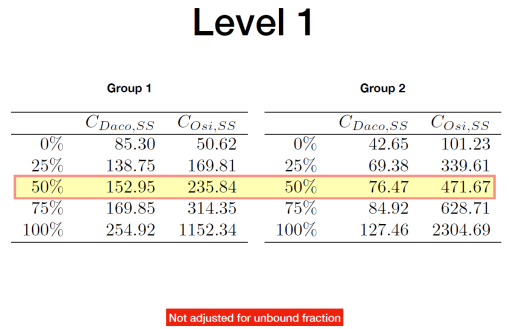 Level 1
Group 1 Group 2
C_{Daco,SS} C_{Osi,SS} C_{Daco,SS} C_{Osi,SS}
0% 85.30 50.62 0% 42.65 101.23
25% 138.75 169.81 25% 69.38 339.61
50% 152.95 235.84 50% 76.47 471.67
75% 169.85 314.35 75% 84.92 628.71
100% 254.92 1152.34 100% 127.46 2304.69
Not adjusted for unbound fraction